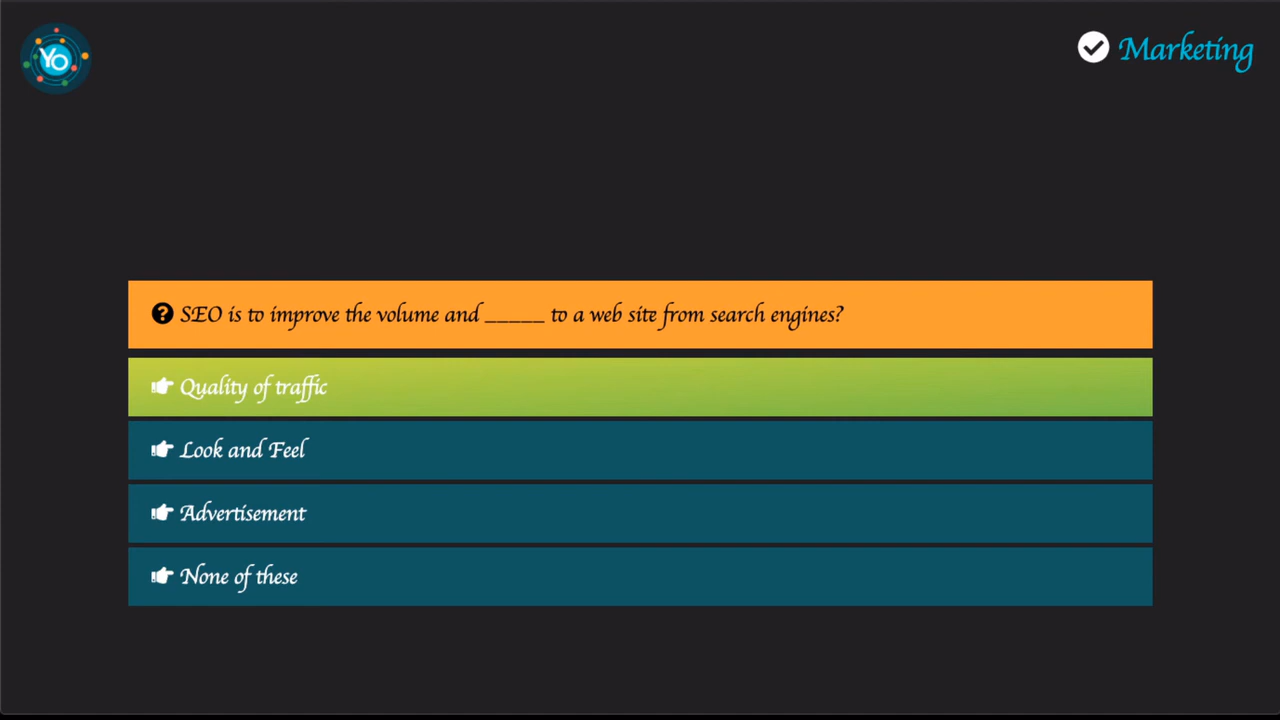 Yo
Marketing
SEO is to improve the volume and _____ to a web site from search engines?
Quality of traffic
Look and Feel
Advertisement
None of these